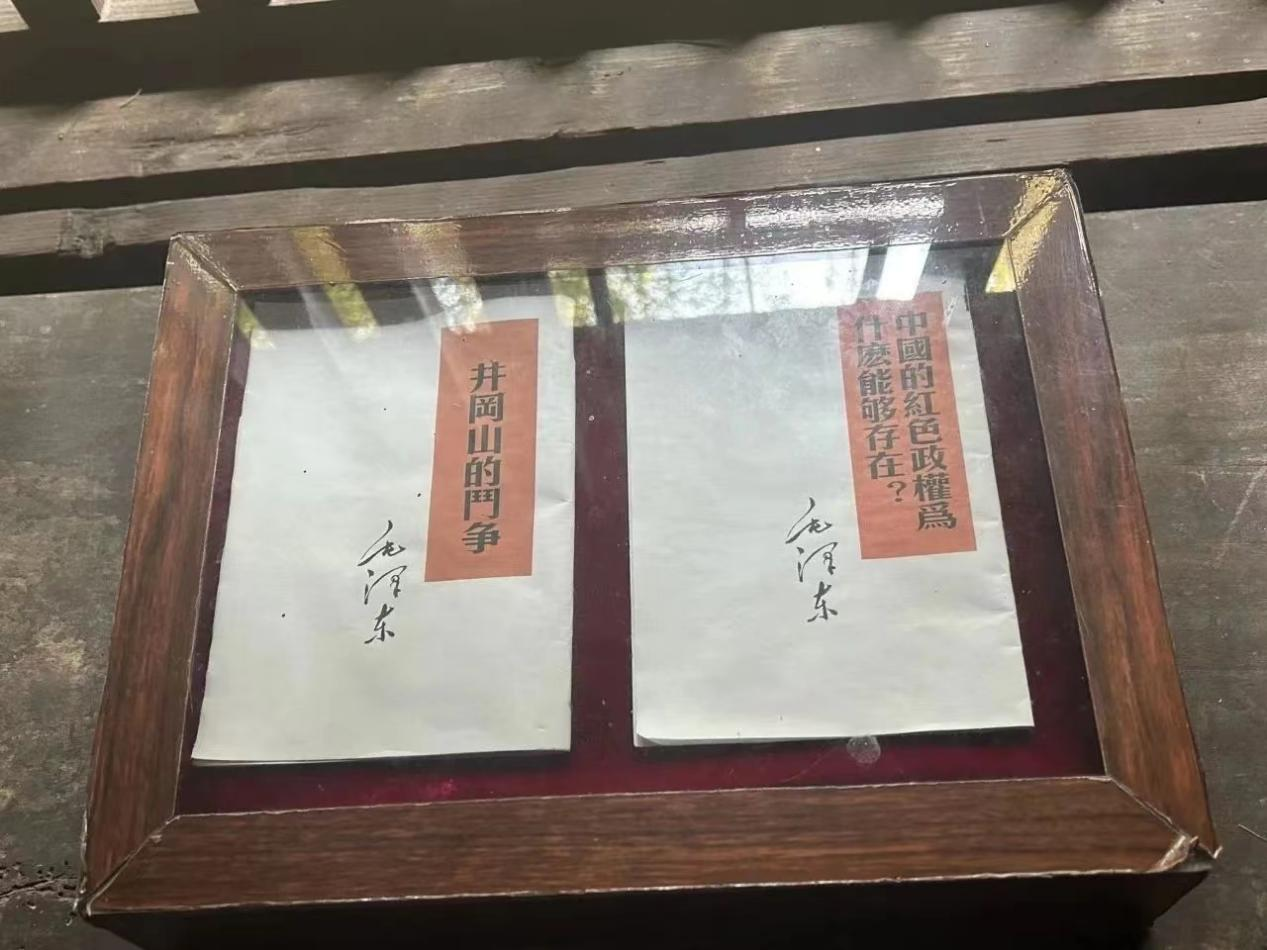 井岡山的鬥争
毛泽东
中國的紅色政權爲
什麽能够存在？
毛泽东